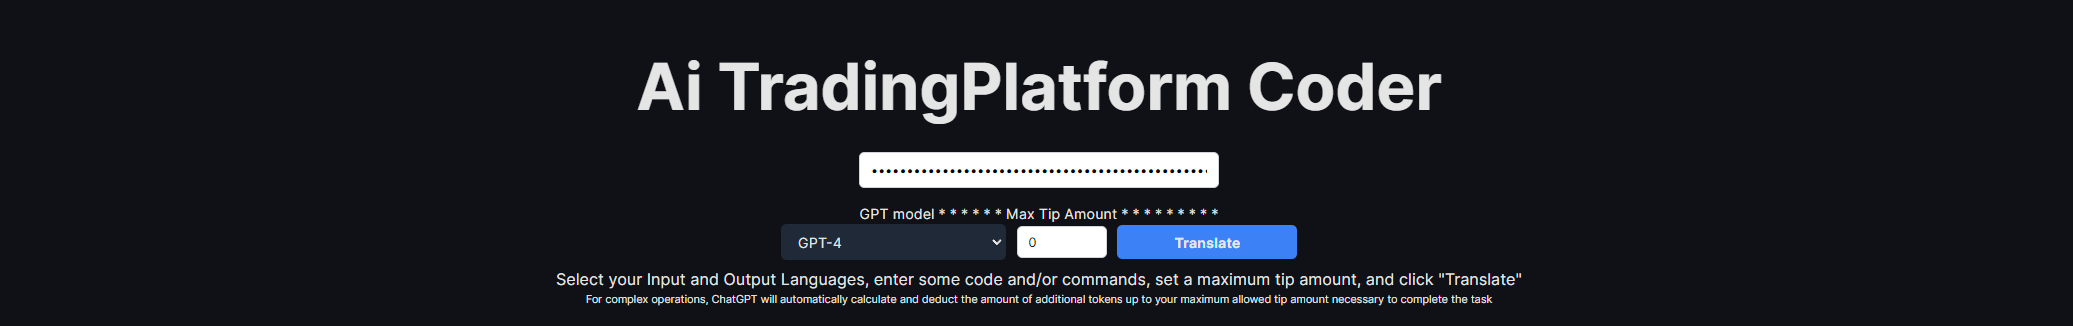 Ai TradingPlatform Coder
••••••••••••••••••••••••••••••••••••••••••••••••
GPT model * * * * * * Max Tip Amount * * * * * * * * *
GPT-4 0 Translate
Select your Input and Output Languages, enter some code and/or commands, set a maximum tip amount, and click "Translate"
For complex operations, ChatGPT will automatically calculate and deduct the amount of additional tokens up to your maximum allowed tip amount necessary to complete the task